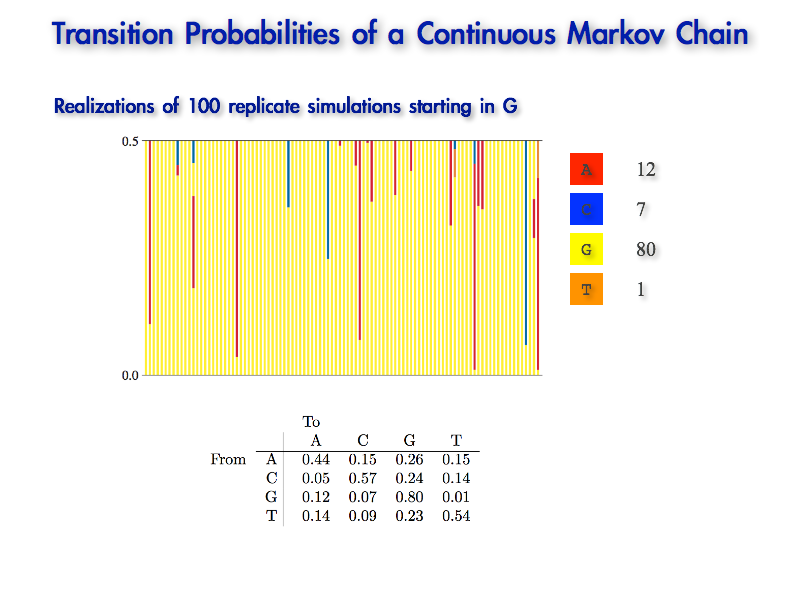 Transition Probabilities of a Continuous Markov Chain
Realizations of 100 replicate simulations starting in G
0.5
0.0
A 12
C 7
G 80
T 1
To
A C G T
From A 0.44 0.15 0.26 0.15
C 0.05 0.57 0.24 0.14
G 0.12 0.07 0.80 0.01
T 0.14 0.09 0.23 0.54